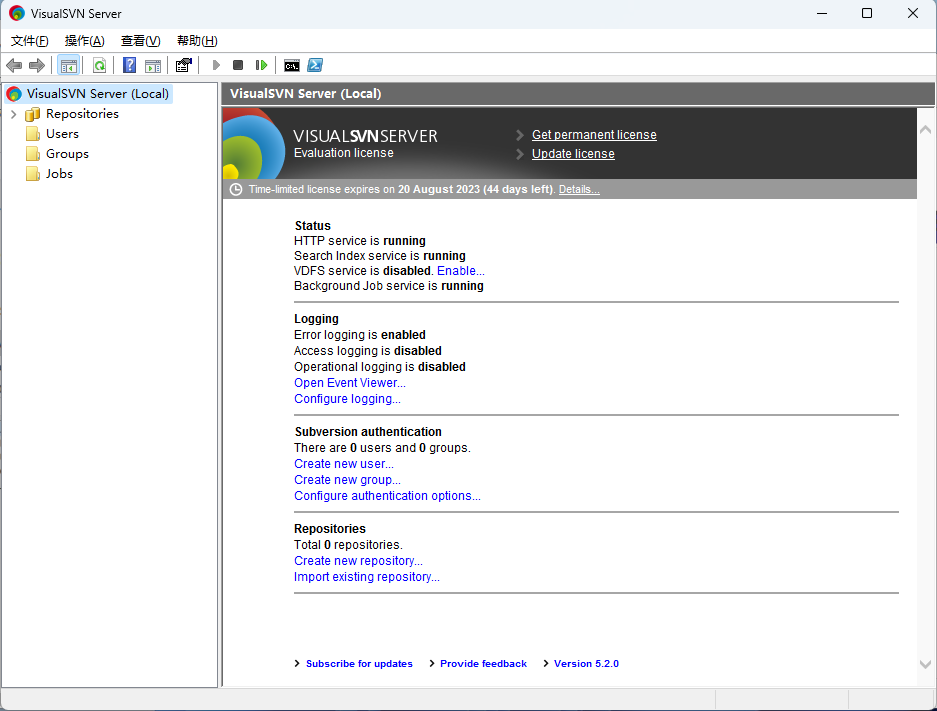 VisualSVN Server
文件(F) 操作(A) 查看(V) 帮助(H)
VisualSVN Server (Local)
Repositories
Users
Groups
Jobs
VisualSVN Server (Local)
VISUALSVNSERVER
Evaluation license
Get permanent license
Update license
Time-limited license expires on 20 August 2023 (44 days left). Details...
Status
HTTP service is running
Search Index service is running
VDFS service is disabled. Enable...
Background Job service is running
Logging
Error logging is enabled
Access logging is disabled
Operational logging is disabled
Open Event Viewer...
Configure logging...
Subversion authentication
There are 0 users and 0 groups.
Create new user...
Create new group...
Configure authentication options...
Repositories
Total 0 repositories.
Create new repository...
Import existing repository...
Subscribe for updates Provide feedback Version 5.2.0